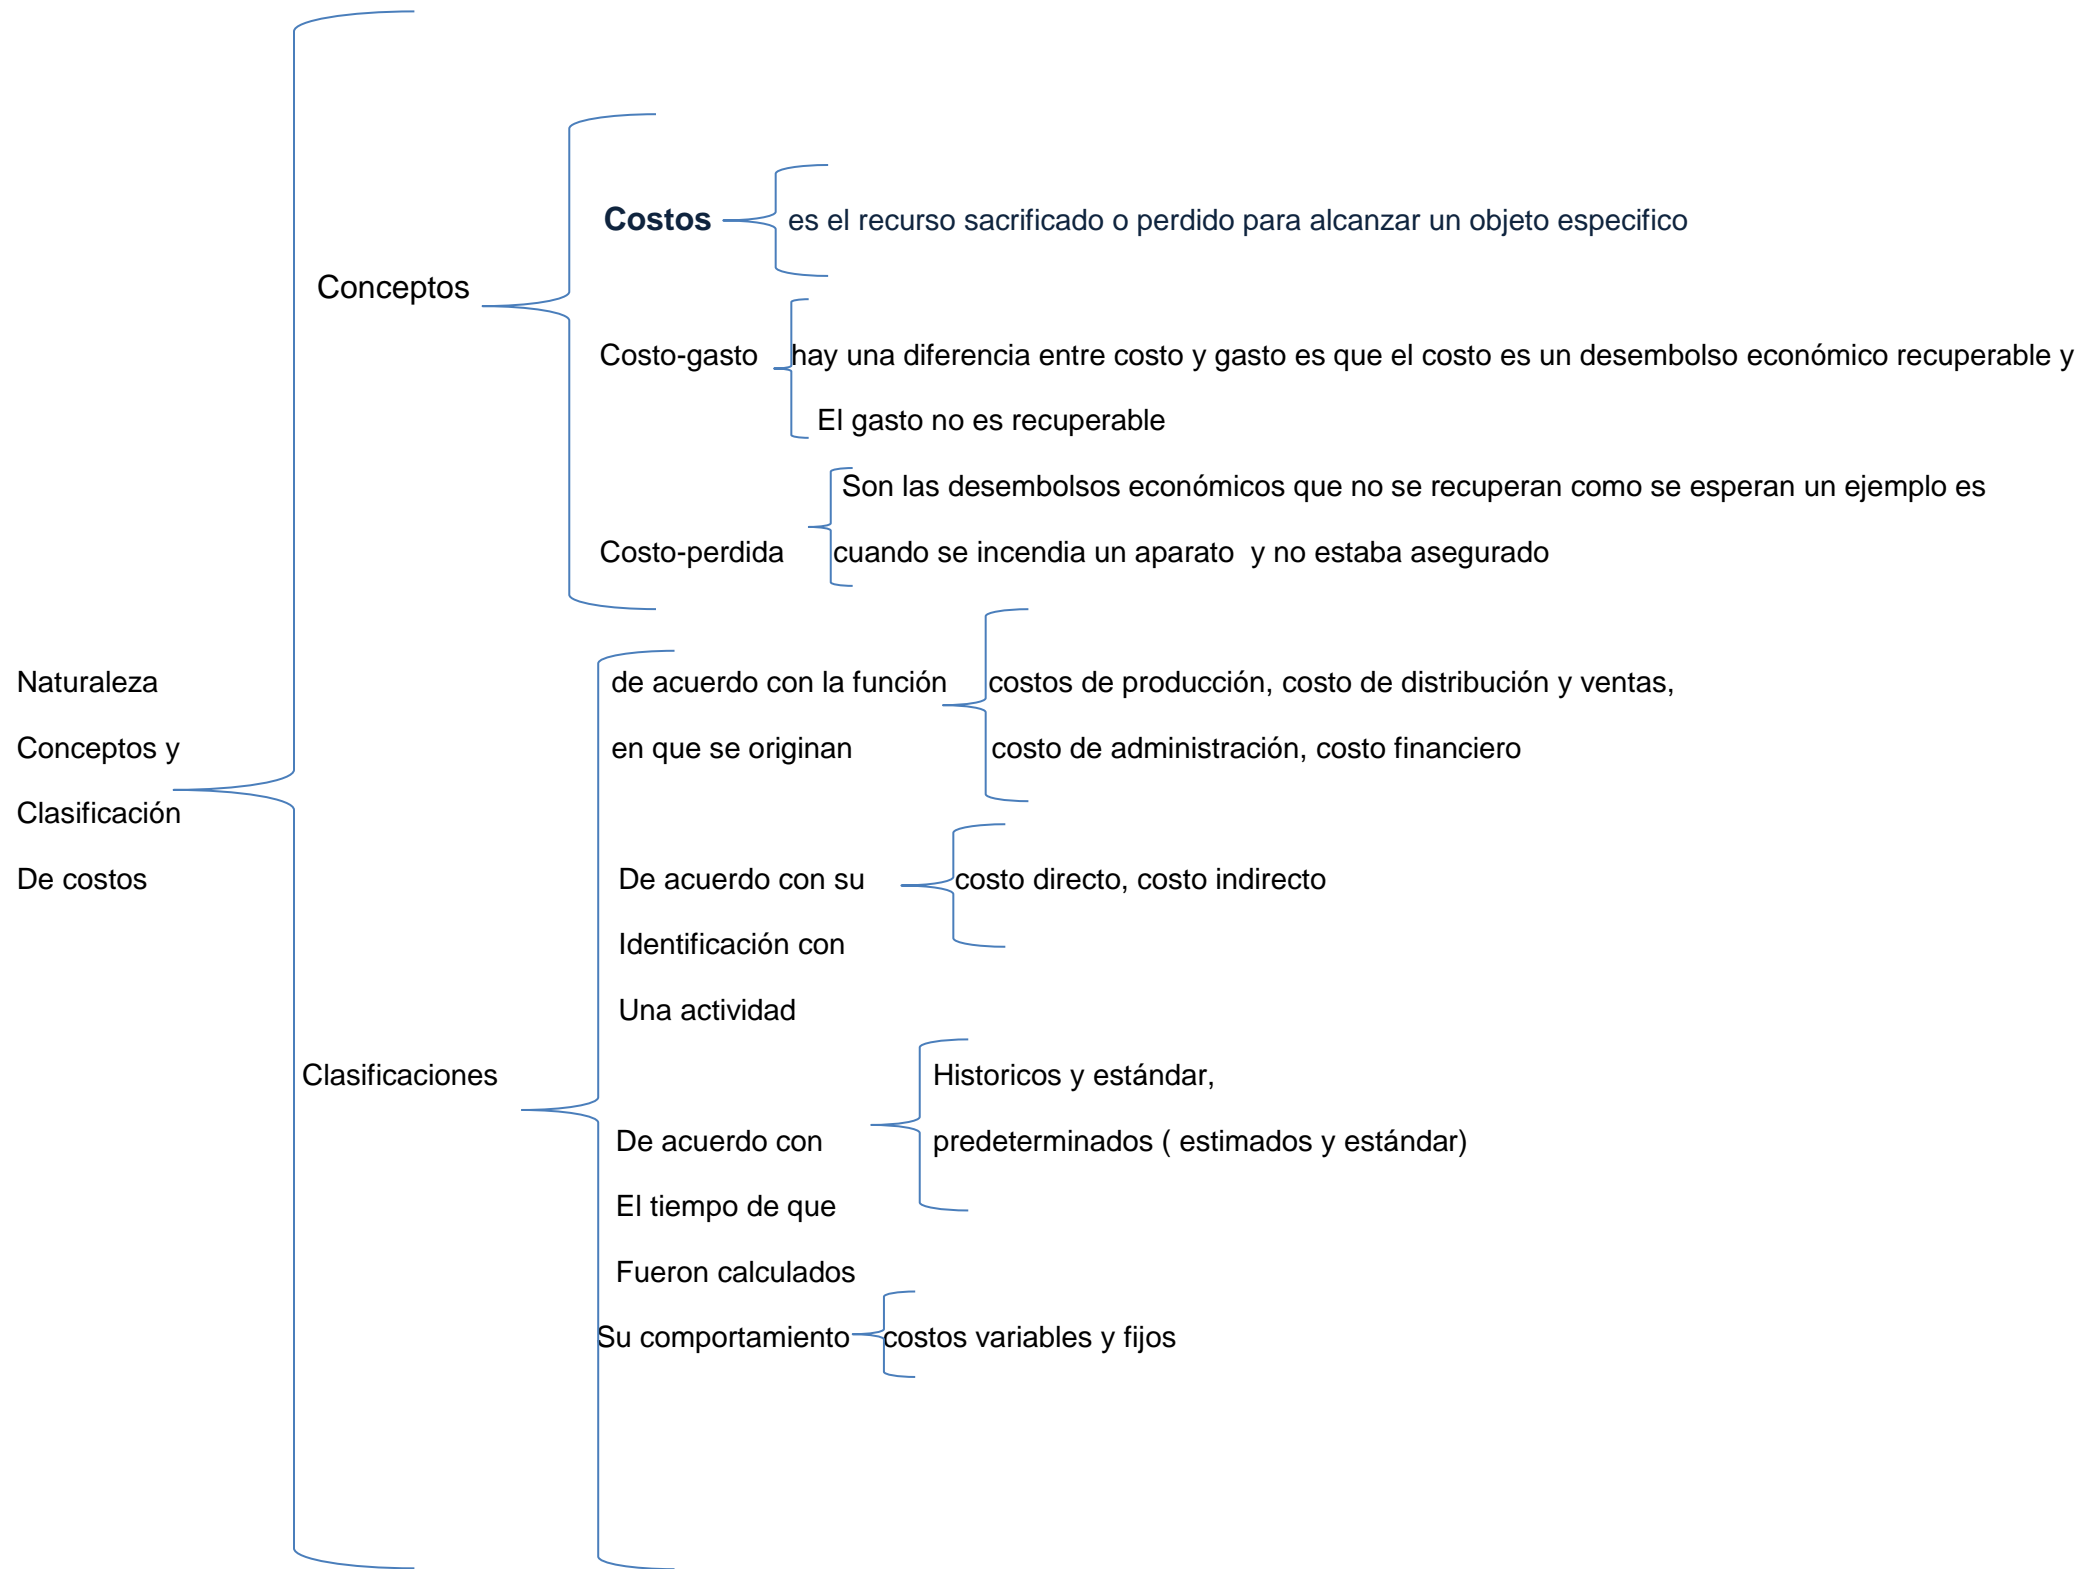 Costos es el recurso sacrificado o perdido para alcanzar un objeto especifico
Conceptos
Costo-gasto hay una diferencia entre costo y gasto es que el costo es un desembolso económico recuperable y
El gasto no es recuperable
Son las desembolsos económicos que no se recuperan como se esperan un ejemplo es
Costo-perdida cuando se incendia un aparato y no estaba asegurado
Naturaleza de acuerdo con la función costos de producción, costo de distribución y ventas,
Conceptos y en que se originan costo de administración, costo financiero
Clasificación
De costos De acuerdo con su costo directo, costo indirecto
Identificación con
Una actividad
Clasificaciones Historicos y estándar,
De acuerdo con predeterminados ( estimados y estándar)
El tiempo de que
Fueron calculados
Su comportamiento costos variables y fijos